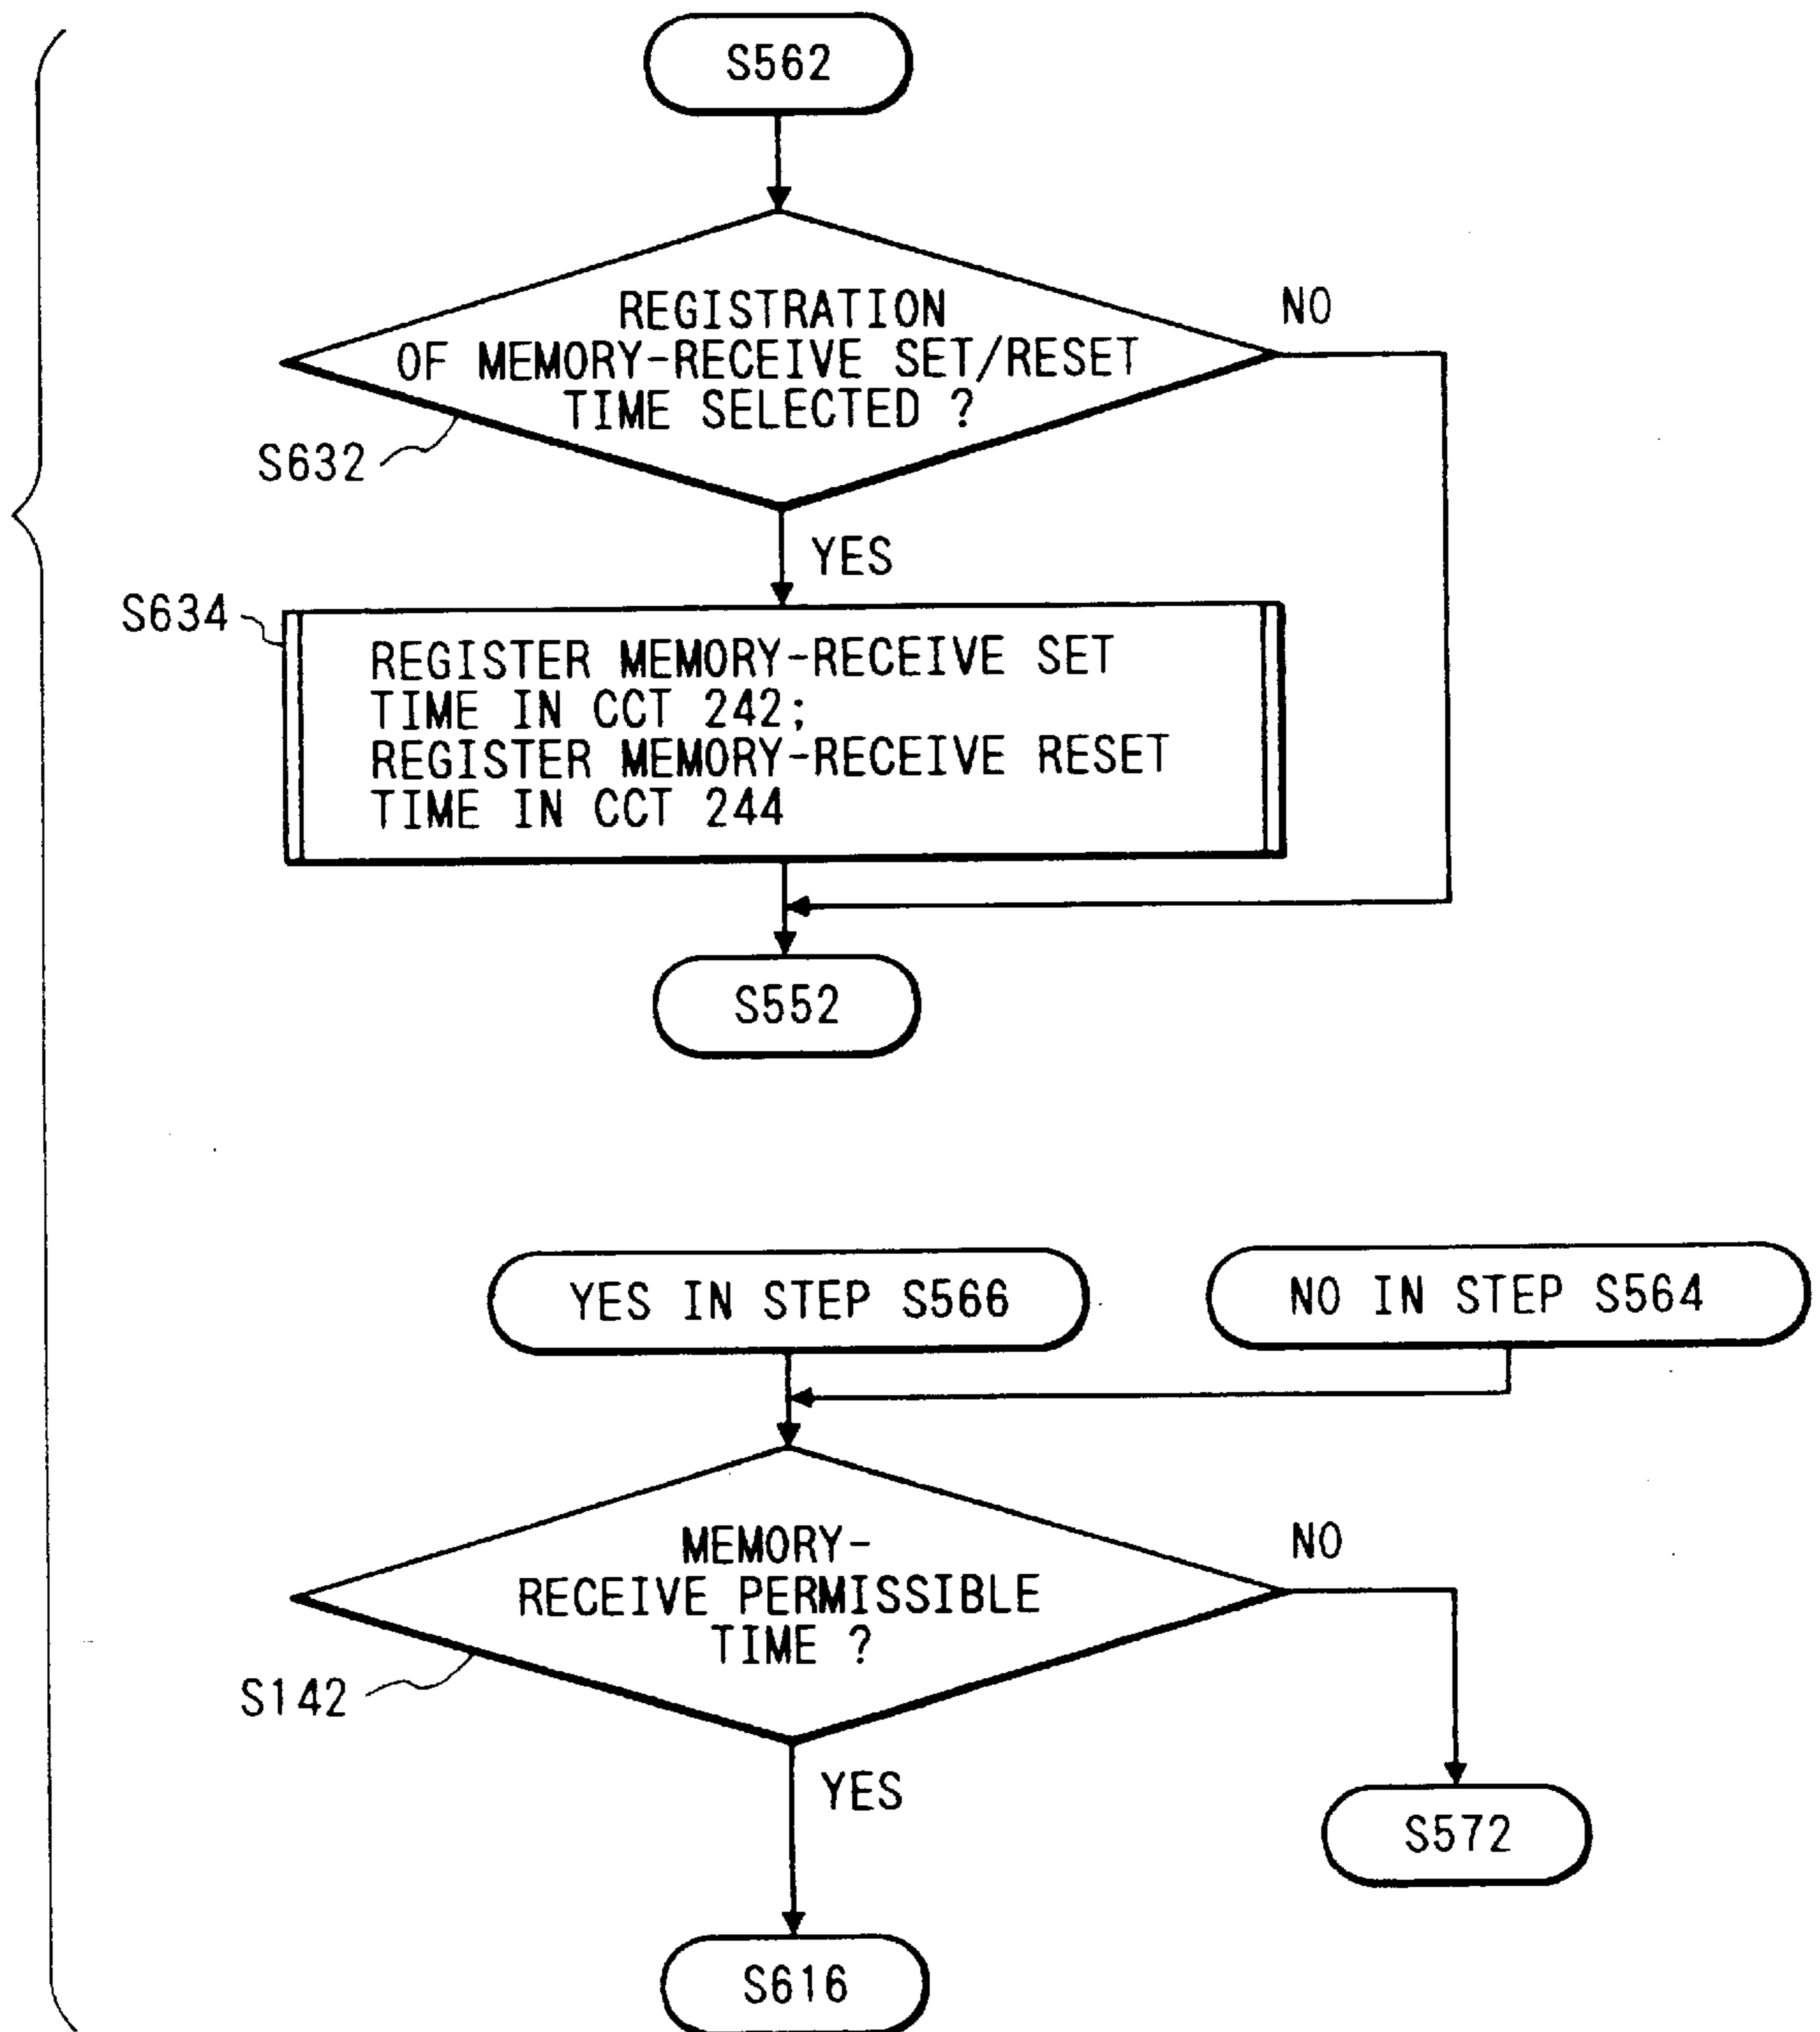 S562
REGISTRATION
OF MEMORY-RECEIVE SET/RESET
TIME SELECTED ?
NO
S632
YES
S634
REGISTER MEMORY-RECEIVE SET
TIME IN CCT 242;
REGISTER MEMORY-RECEIVE RESET
TIME IN CCT 244
S552
YES IN STEP S566
NO IN STEP S564
MEMORY-
RECEIVE PERMISSIBLE
TIME ?
NO
S142
YES
S572
S616